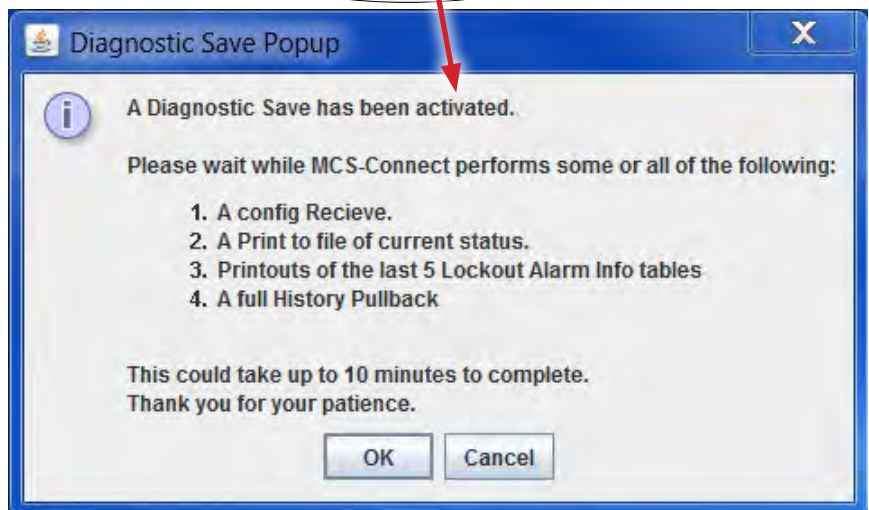 Diagnostic Save Popup
A Diagnostic Save has been activated.
Please wait while MCS-Connect performs some or all of the following:
1. A config Recieve.
2. A Print to file of current status.
3. Printouts of the last 5 Lockout Alarm Info tables
4. A full History Pullback
This could take up to 10 minutes to complete.
Thank you for your patience.
OK Cancel